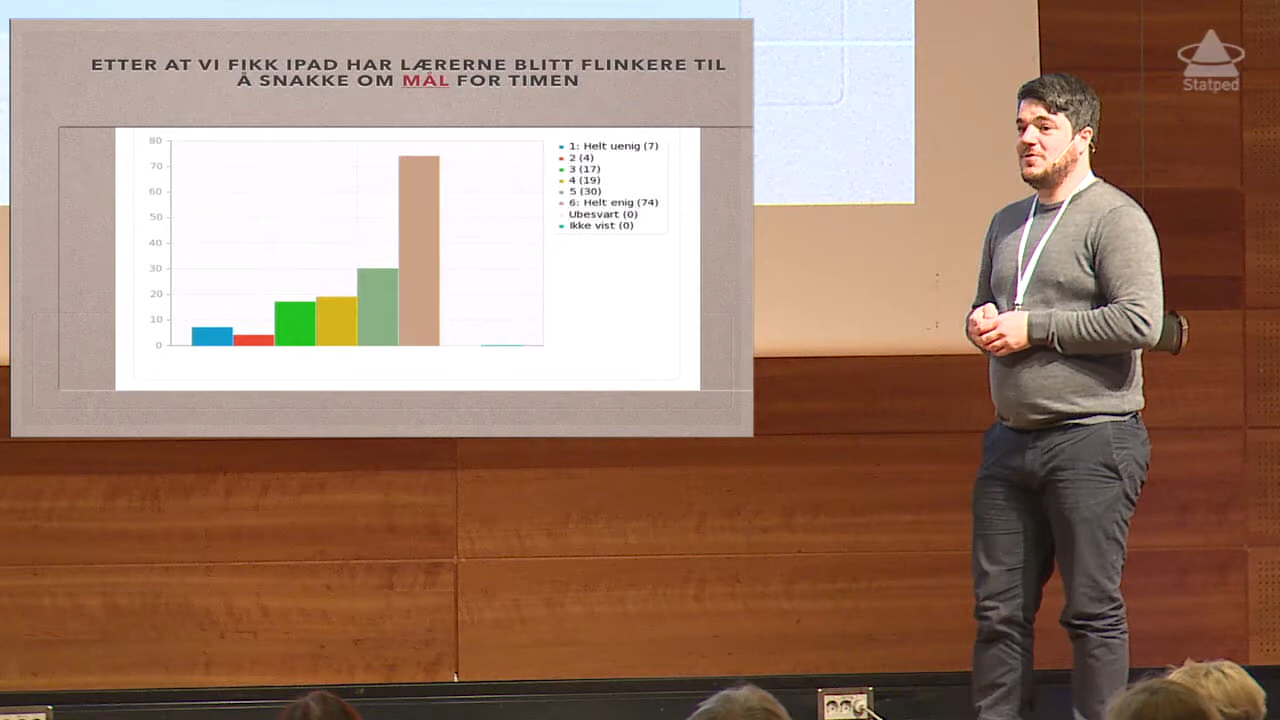 ETTER AT VI FIKK IPAD HAR LÆRERNE BLITT FLINKERE TIL
Å SNAKKE OM MÅL FOR TIMEN
80
70
60
50
40
30
20
10
0
1: Helt uenig (7)
2 (4)
3 (17)
4 (19)
5 (30)
6: Helt enig (74)
Ubesvart (0)
Ikke vist (0)
Statped